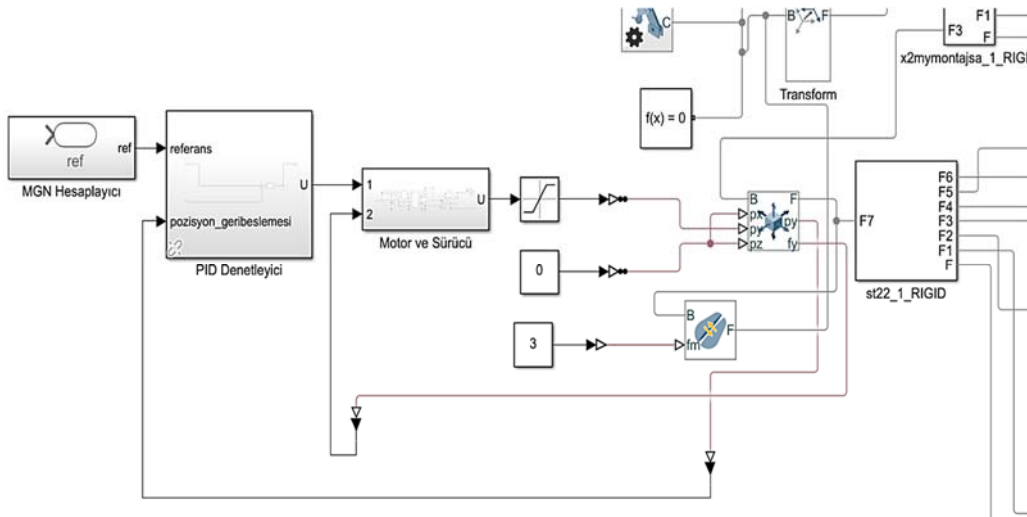 C
B F
Transform
F3
F1
F
x2mymontajsa_1_RIGI
f(x) = 0
ref
ref
MGN Hesaplayıcı
referans
U
pozisyon_geribeslemesi
PID Denetleyici
1
2
U
Motor ve Sürücü
0
3
B F
px
py py
pz fy
B
F
fm
F7
F6
F5
F4
F3
F2
F1
F
st22_1_RIGID